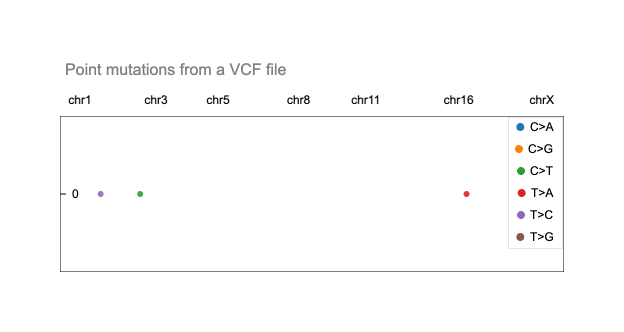 Point mutations from a VCF file
chr1 chr3 chr5 chr8 chr11 chr16 chrX
C>A
C>G
C>T
0
T>A
T>C
T>G